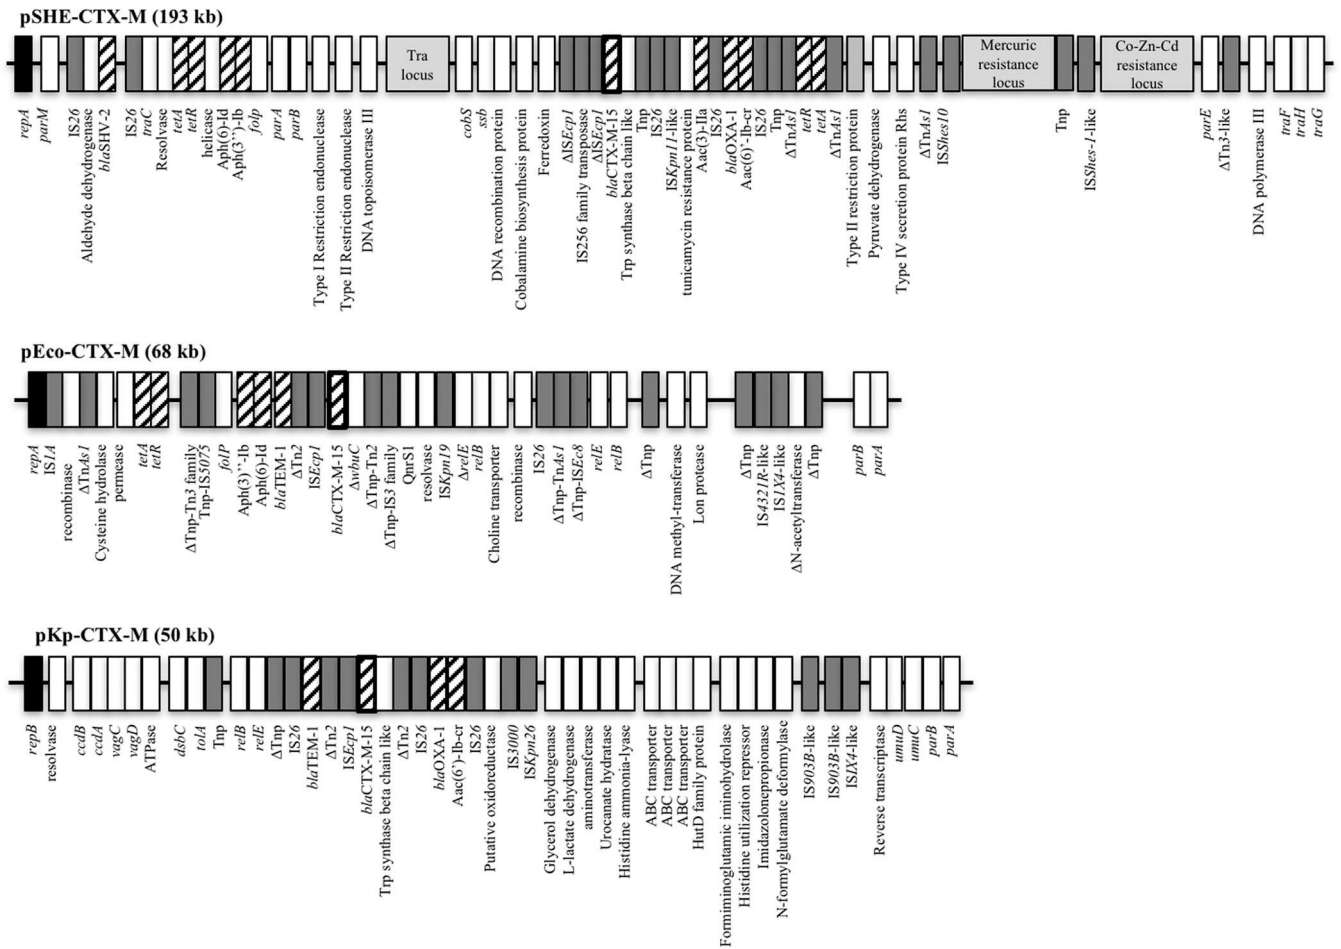 pSHE-CTX-M (193 kb)
Tra
locus
Mercuric
resistance
locus
Co-Zn-Cd
resistance
locus
repA
parM
IS26
Aldehyde dehydrogenase
blaSHV-2
IS26
traC
Resolvase
tetA
tetR
helicase
Aph(6)-Id
Aph(3``)-Ib
folp
parA
parB
Type I Restriction endonuclease
Type II Restriction endonuclease
DNA topoisomerase III
cobS
ssb
DNA recombination protein
Cobalamine biosynthesis protein
Ferredoxin
ΔISEcp1
IS256 family transposase
ΔISEcp1
blaCTX-M-15
Trp synthase beta chain like
Tnp
IS26
ISKpn11-like
tunicamycin resistance protein
Aac(3)-IIa
IS26
blaOXA-1
Aac(6)`-Ib-cr
IS26
Tnp
ΔTnAs1
tetR
tetA
ΔTnAs1
Type II restriction protein
Pyruvate dehydrogenase
Type IV secretion protein Rhs
ΔTnAs1
ISShes10
Tnp
ISShes-1-like
parE
ΔTn3-like
DNA polymerase III
traF
traH
traG
pEco-CTX-M (68 kb)
repA
IS1A
recombinase
ΔTnAs1
Cysteine hydrolase
permease
tetA
tetR
ΔTnp-Tn3 family
Tnp-IS5075
folP
Aph(3)``-Ib
Aph(6)-Id
blaTEM-1
ΔTn2
ISEcp1
blaCTX-M-15
ΔwbuC
ΔTnp-Tn2
ΔTnp-IS3 family
QnrS1
resolvase
ISKpn19
ΔrelE
relB
Choline transporter
recombinase
IS26
ΔTnp-TnAs1
ΔTnp-ISEc8
relE
relB
ΔTnp
DNA methyl-transferase
Lon protease
ΔTnp
IS4321R-like
IS1X4-like
ΔN-acetyltransferase
ΔTnp
parB
parA
pKp-CTX-M (50 kb)
repB
resolvase
ccdB
ccdA
vagC
vagD
ATPase
dsbC
tolA
Tnp
relB
relE
ΔTnp
IS26
blaTEM-1
ΔTn2
ISEcp1
blaCTX-M-15
Trp synthase beta chain like
ΔTn2
IS26
blaOXA-1
Aac(6`)-Ib-cr
IS26
Putative oxidoreductase
IS3000
ISKpn26
Glycerol dehydrogenase
L-lactate dehydrogenase
aminotransferase
Urocanate hydratase
Histidine ammonia-lyase
ABC transporter
ABC transporter
ABC transporter
HutD family protein
Formiminoglutamic iminohydrolase
Histidine utilization repressor
Imidazolonepropionase
N-formylglutamate deformylase
IS903B-like
IS903B-like
IS1X4-like
Reverse transcriptase
umuD
umuC
parB
parA